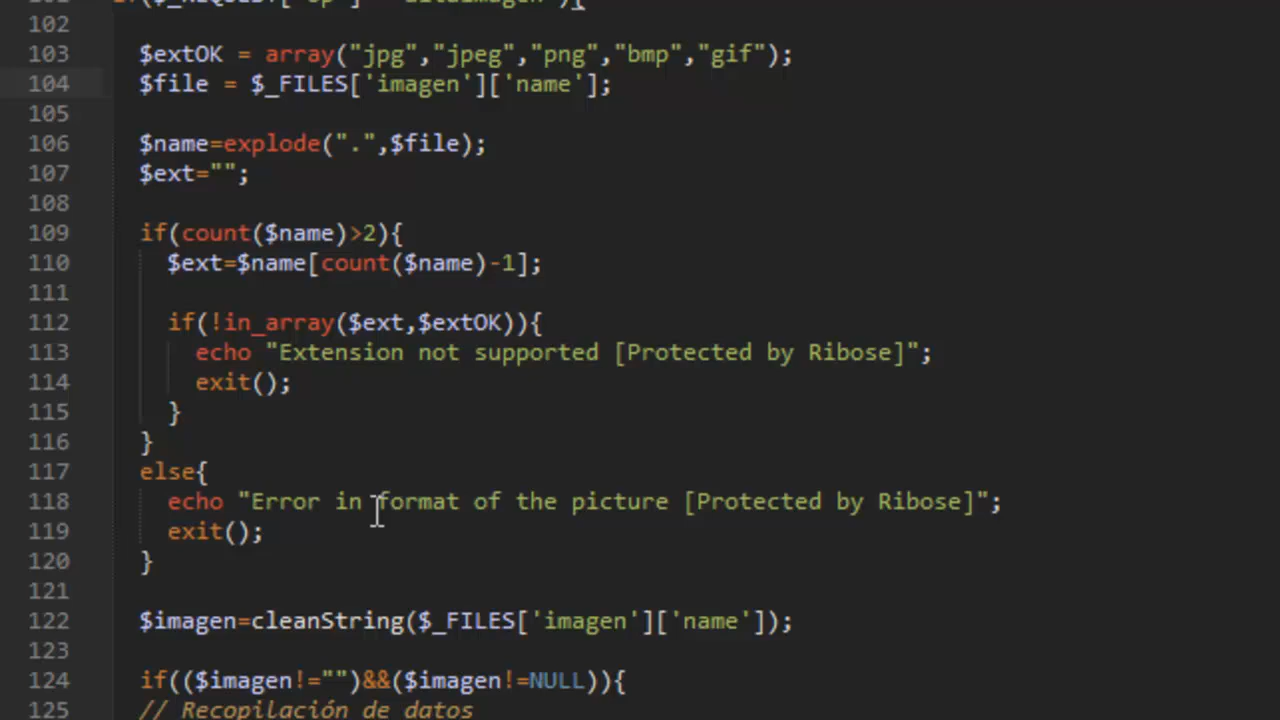 102
103 $extOK = array("jpg","jpeg","png","bmp","gif");
104 $file = $_FILES['imagen']['name'];
105
106 $name=explode(".",$file);
107 $ext="";
108
109 if(count($name)>2){
110 $ext=$name[count($name)-1];
111
112 if(!in_array($ext,$extOK)){
113 echo "Extension not supported [Protected by Ribose]";
114 exit();
115 }
116 }
117 else{
118 echo "Error in format of the picture [Protected by Ribose]";
119 exit();
120 }
121
122 $imagen=cleanString($_FILES['imagen']['name']);
123
124 if(($imagen!="")&&($imagen!=NULL)){
125 // Recopilación de datos